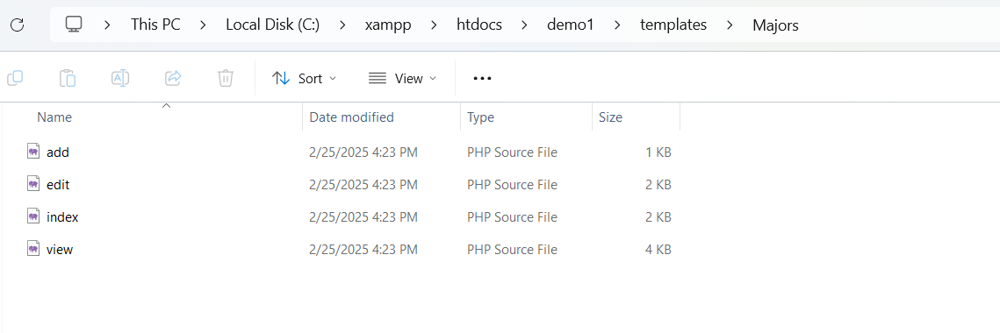 This PC > Local Disk (C:) > xampp > htdocs > demo1 > templates > Majors
Sort View
Name Date modified Type Size
add 2/25/2025 4:23 PM PHP Source File 1 KB
edit 2/25/2025 4:23 PM PHP Source File 2 KB
index 2/25/2025 4:23 PM PHP Source File 2 KB
view 2/25/2025 4:23 PM PHP Source File 4 KB